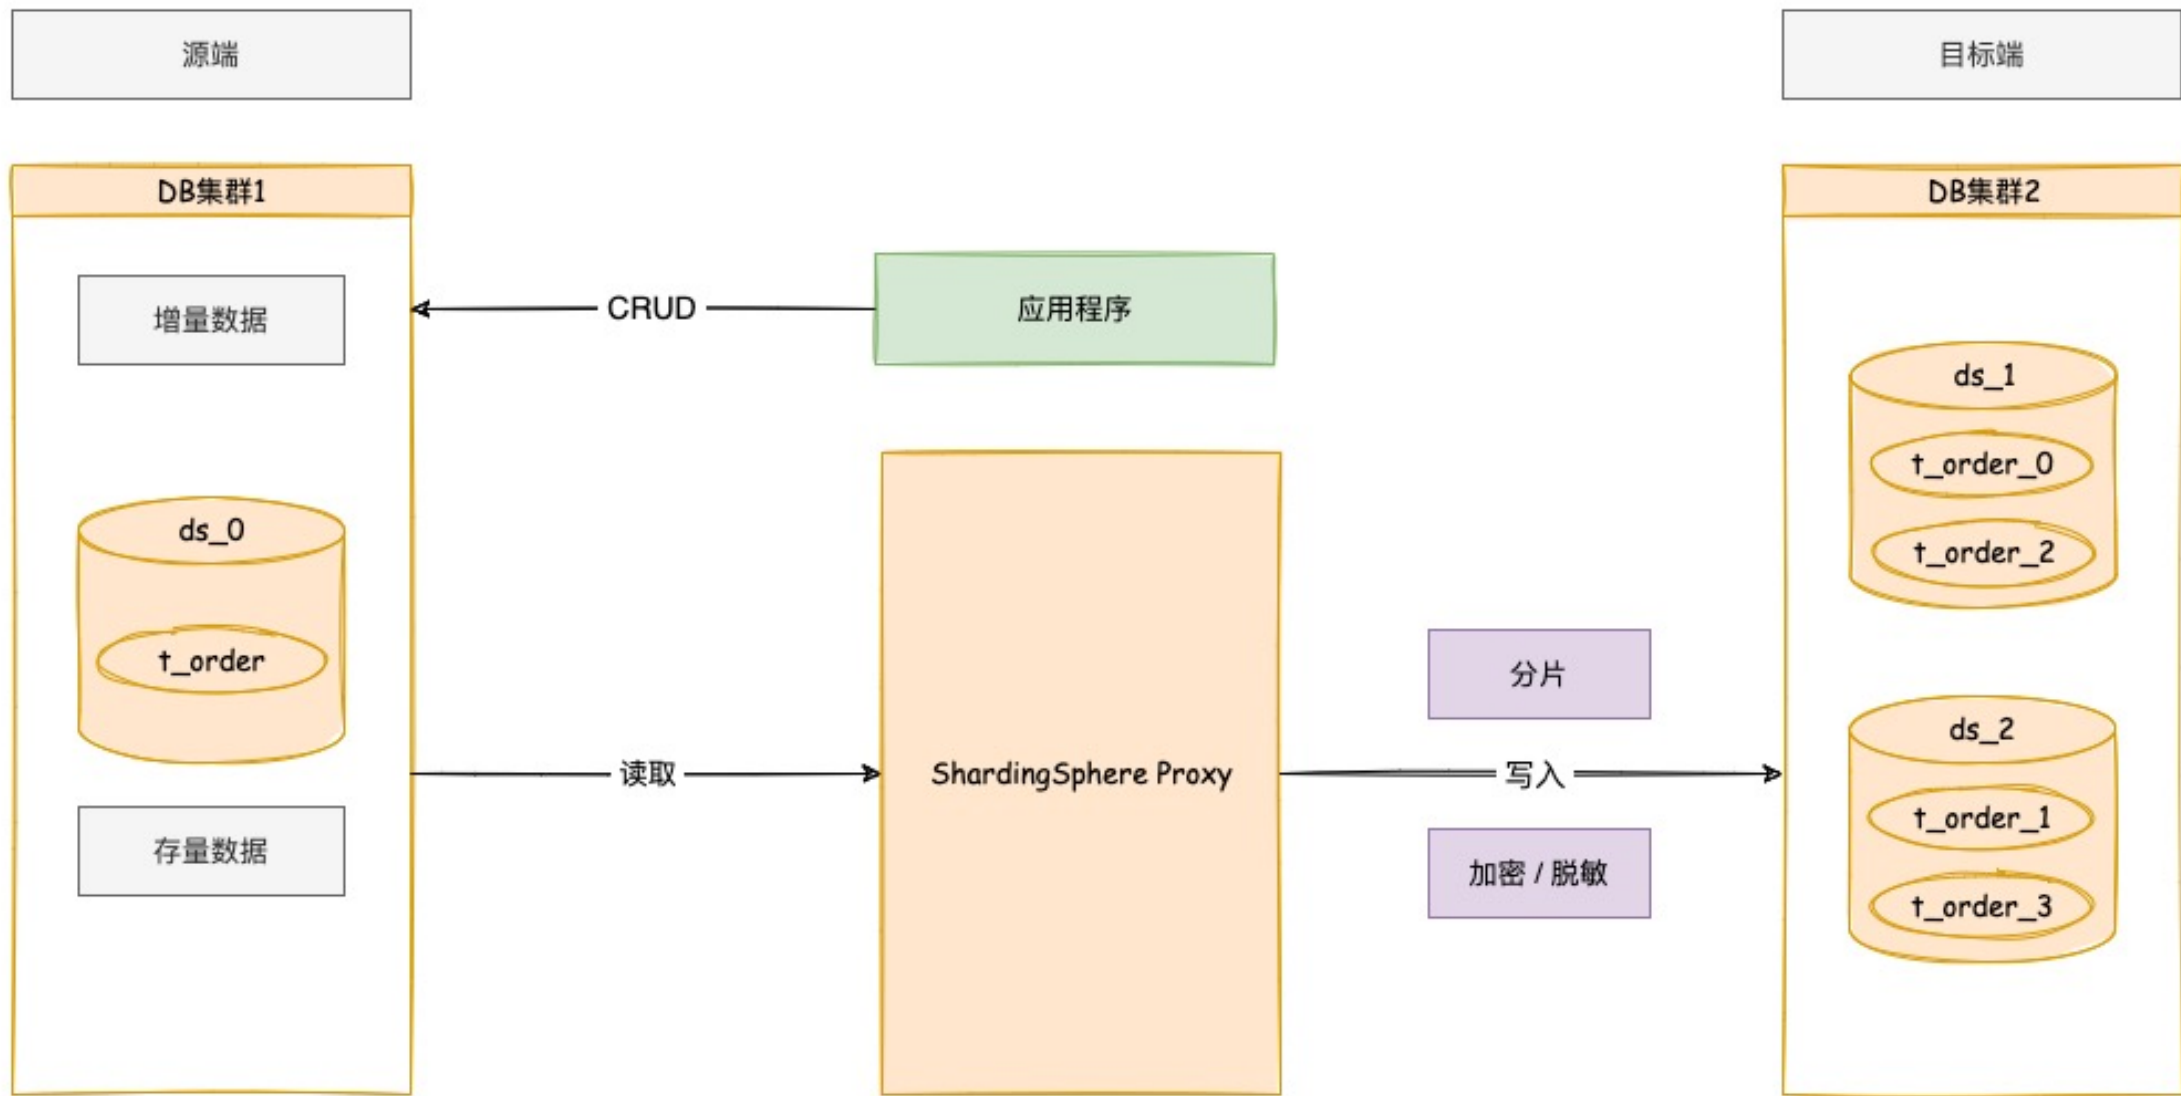 源端
目标端
DB集群1
DB集群2
增量数据
CRUD
应用程序
ds_1
t_order_0
t_order_2
ds_0
t_order
分片
ds_2
读取
ShardingSphere Proxy
写入
t_order_1
存量数据
加密 / 脱敏
t_order_3